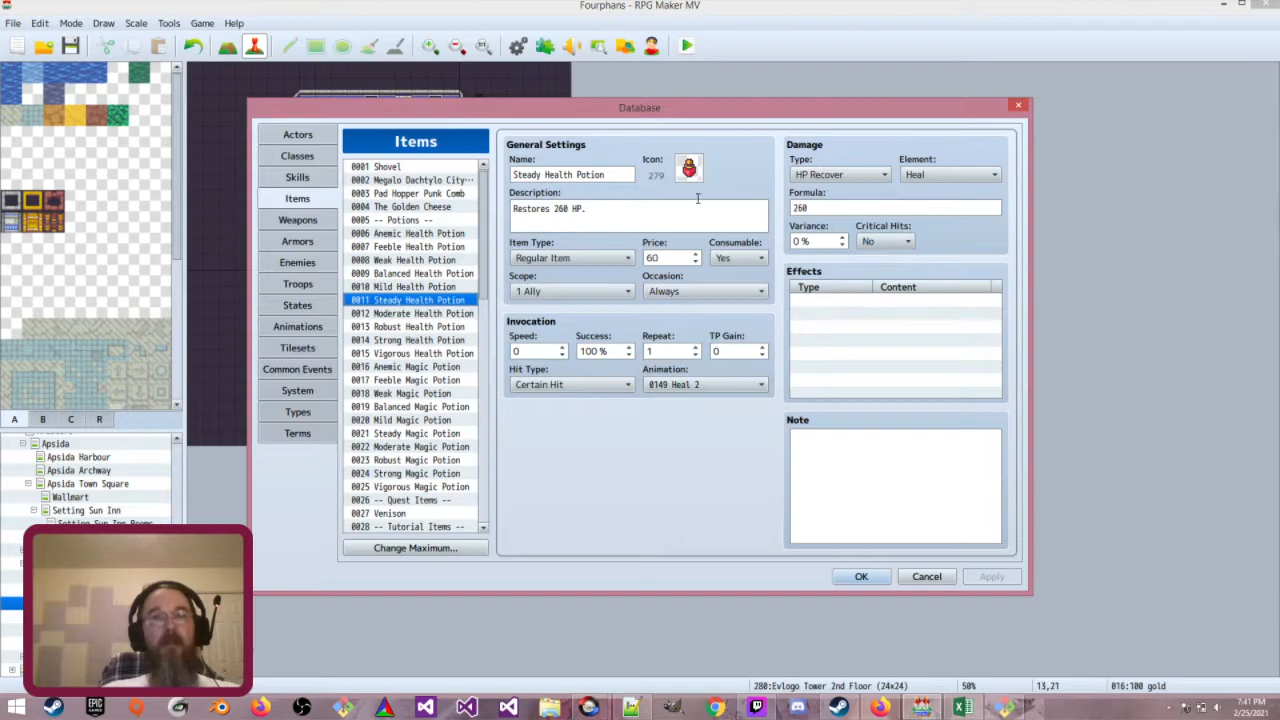 Fourphans - RPG Maker MV
File Edit Mode Draw Scale Tools Game Help
1:1
Database
Actors
Classes
Skills
Items
Weapons
Armors
Enemies
Troops
States
Animations
Tilesets
Common Events
System
Types
Terms
Items
0001 Shovel
0002 Megalo Dachtylo City…
0003 Pad Hopper Punk Comb
0004 The Golden Cheese
0005 -- Potions --
0006 Anemic Health Potion
0007 Feeble Health Potion
0008 Weak Health Potion
0009 Balanced Health Potion
0010 Mild Health Potion
0011 Steady Health Potion
0012 Moderate Health Potion
0013 Robust Health Potion
0014 Strong Health Potion
0015 Vigorous Health Potion
0016 Anemic Magic Potion
0017 Feeble Magic Potion
0018 Weak Magic Potion
0019 Balanced Magic Potion
0020 Mild Magic Potion
0021 Steady Magic Potion
0022 Moderate Magic Potion
0023 Robust Magic Potion
0024 Strong Magic Potion
0025 Vigorous Magic Potion
0026 -- Quest Items --
0027 Venison
0028 -- Tutorial Items --
Change Maximum...
General Settings
Name: Icon:
Steady Health Potion 279
Description:
Restores 260 HP.
Item Type: Price: Consumable:
Regular Item 60 Yes
Scope: Occasion:
1 Ally Always
Invocation
Speed: Success: Repeat: TP Gain:
0 100 % 1 0
Hit Type: Animation:
Certain Hit 0149 Heal 2
Damage
Type: Element:
HP Recover Heal
Formula:
260
Variance: Critical Hits:
0 % No
Effects
Type Content
Note
OK Cancel Apply
A B C R
Apsida
Apsida Harbour
Apsida Archway
Apsida Town Square
Wallmart
Setting Sun Inn
Setting Sun Inn Rooms
280:Evlogo Tower 2nd Floor (24x24) 50% 13,21 016:100 gold
EPIC GAMES
7:41 PM
2/25/2021